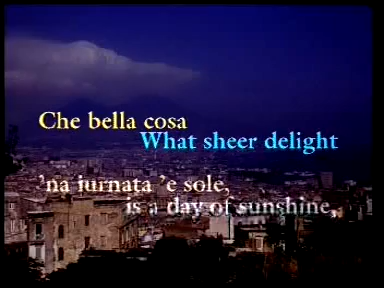 Che bella cosa
What sheer delight
'na jurnata 'e sole,
is a day of sunshine,